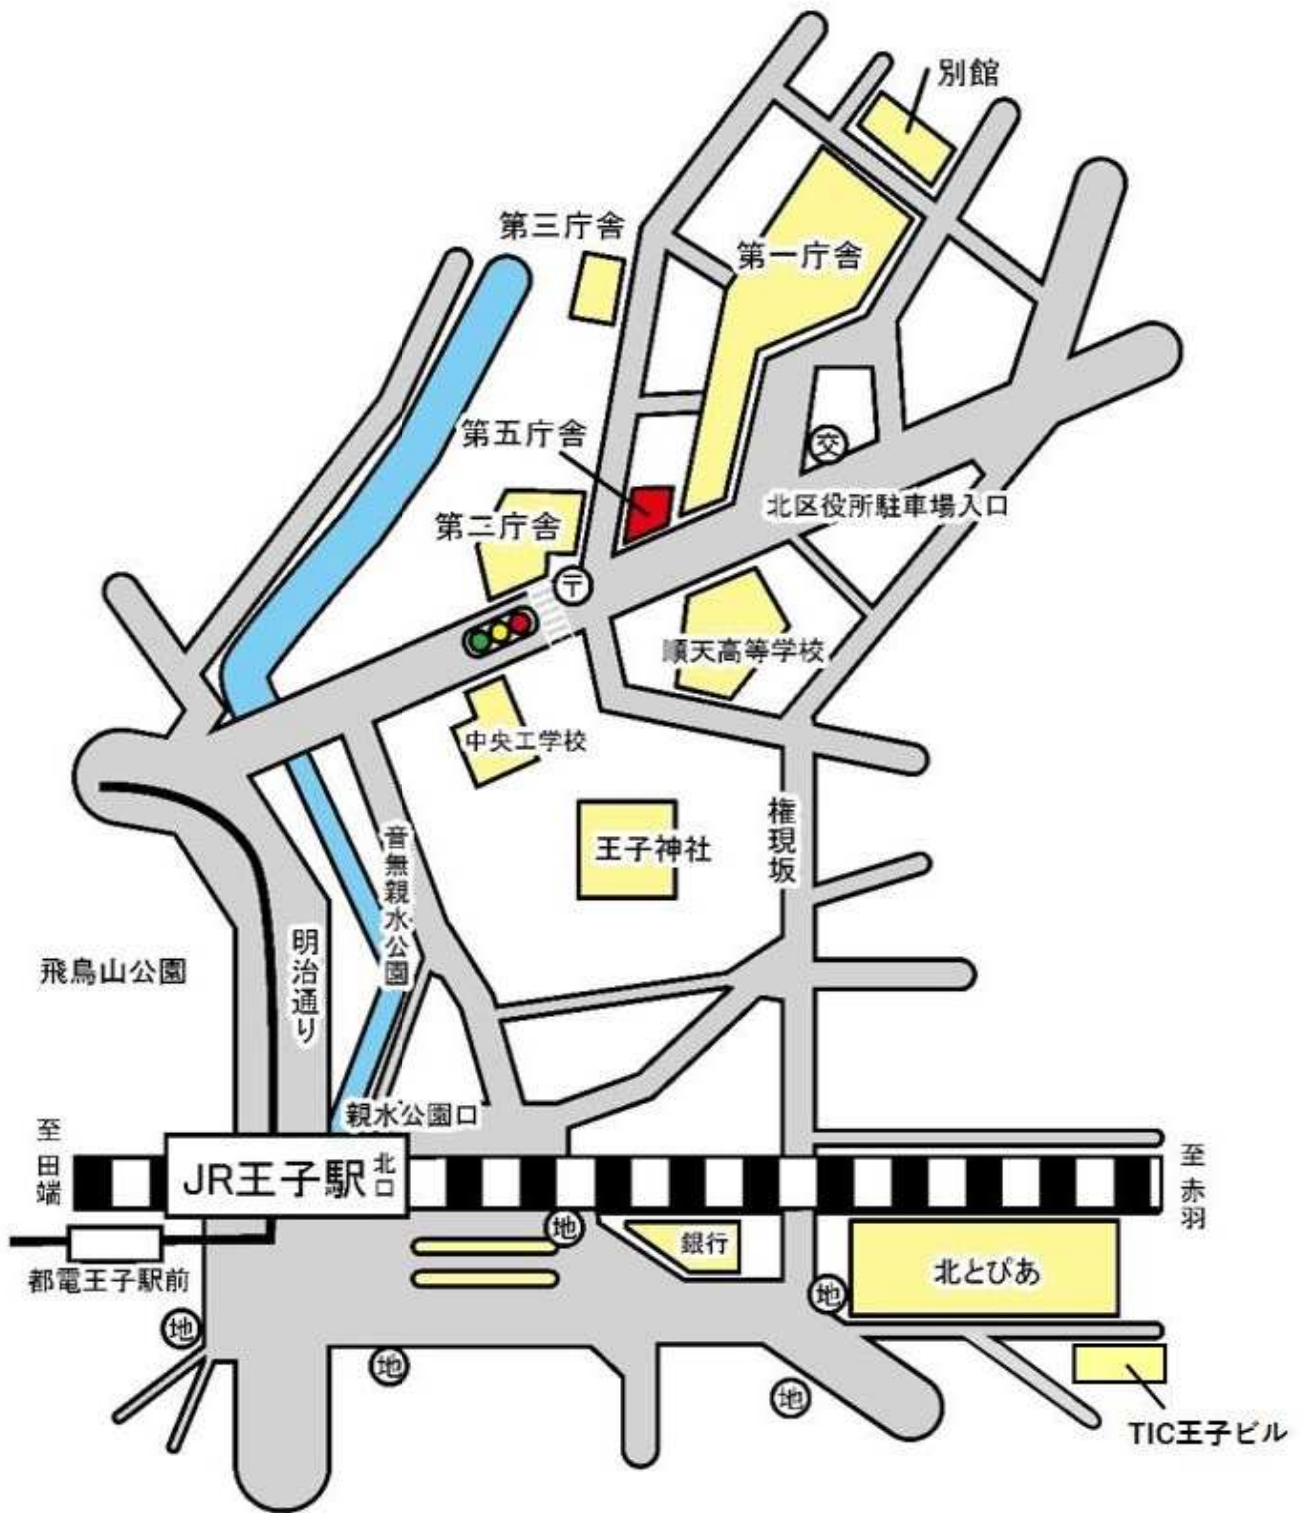 別館
第三庁舎
第一庁舎
第五庁舎
交
北区役所駐車場入口
第二庁舎
〒
順天高等学校
中央工学校
権現坂
王子神社
音無親水公園
明治通り
飛鳥山公園
親水公園口
至田端
JR王子駅
北口
至赤羽
地
銀行
北とぴあ
都電王子駅前
地
地
地
地
TIC王子ビル